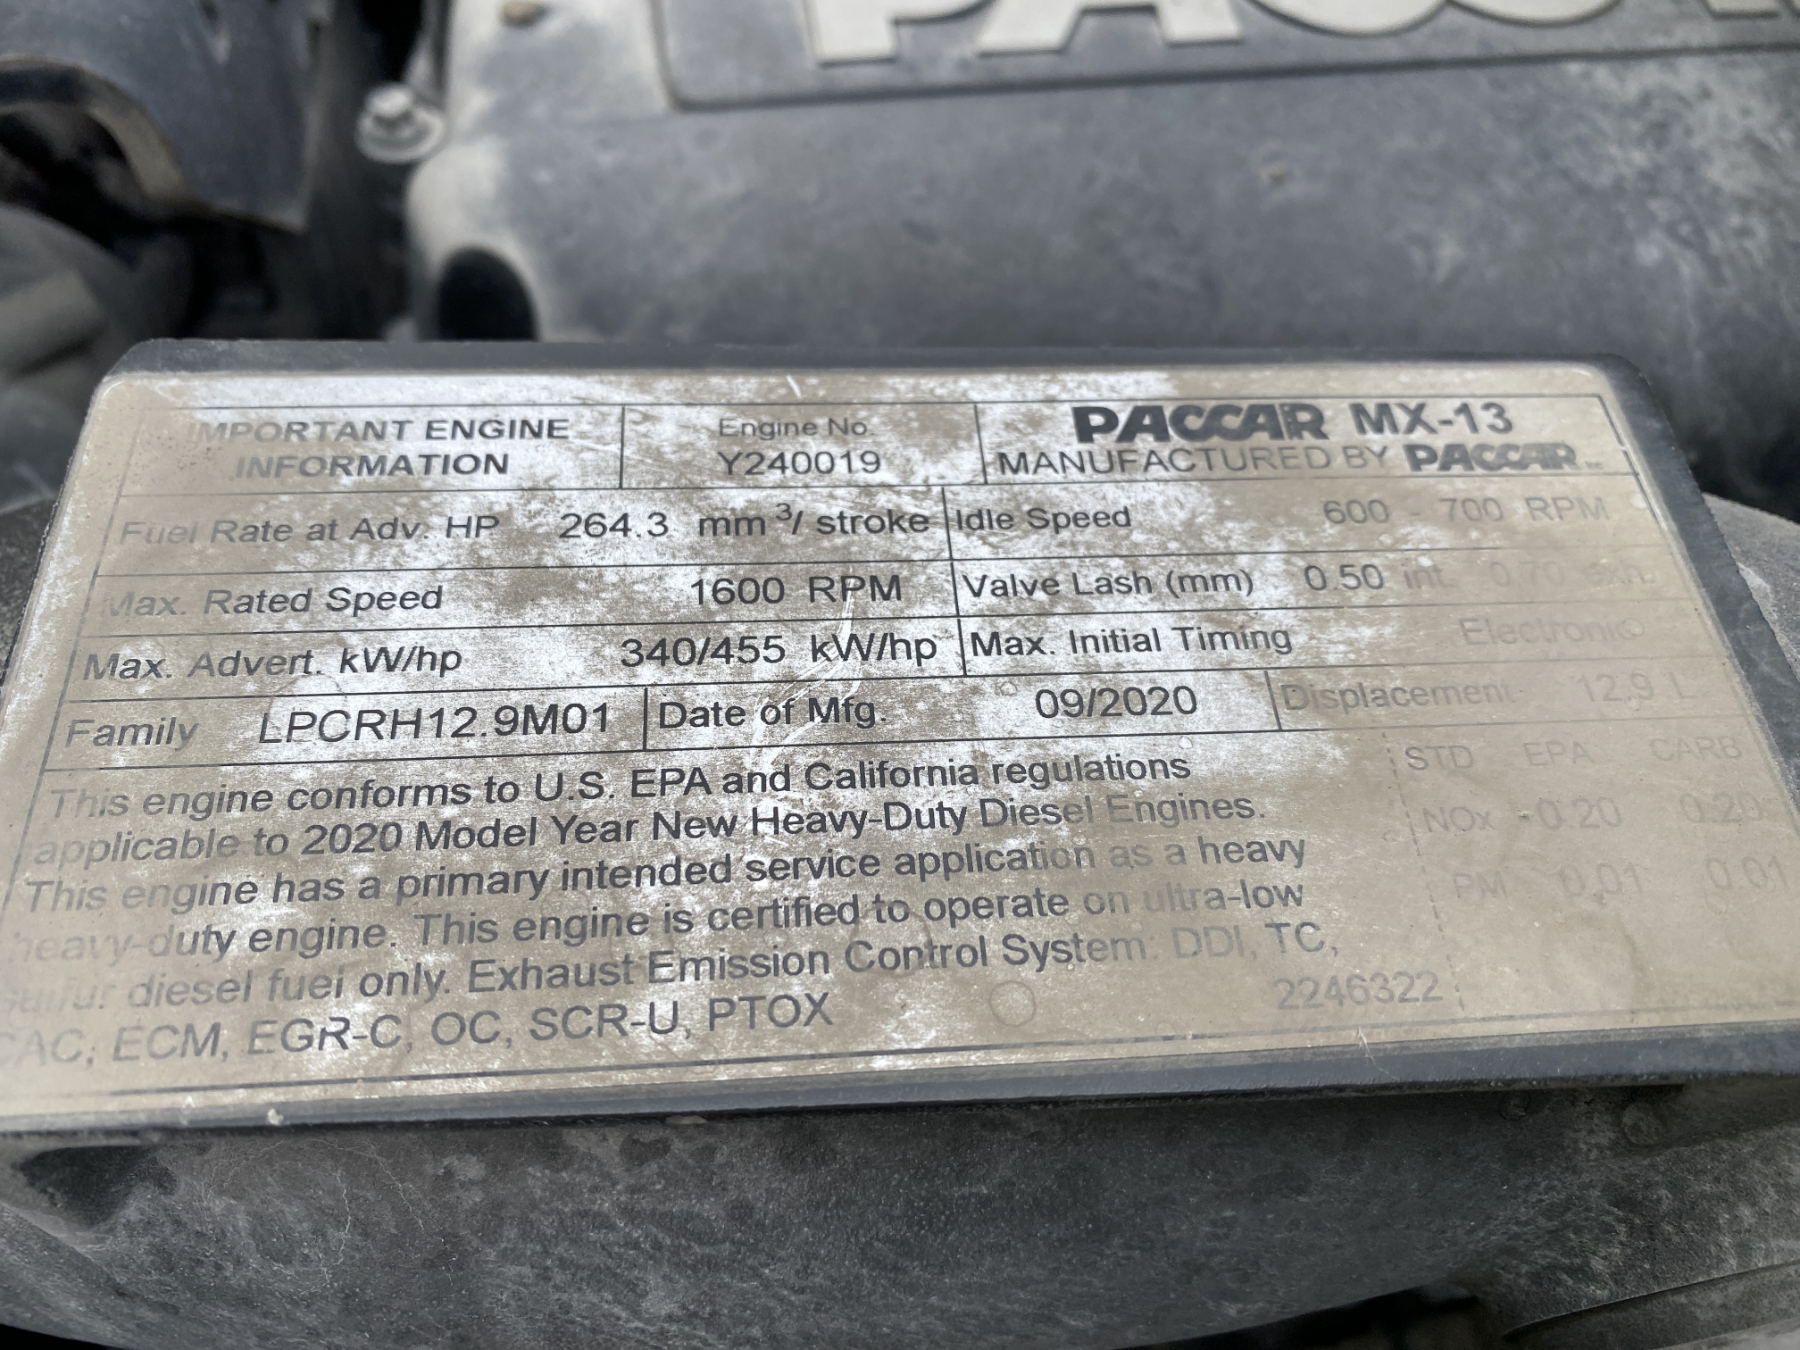 PACCAR
IMPORTANT ENGINE
INFORMATION
Engine No.
Y240019
PACCAR MX-13
MANUFACTURED BY PACCAR
Fuel Rate at Adv. HP 264.3 mm³/ stroke
Idle Speed 600 - 700 RPM
Max. Rated Speed 1600 RPM
Valve Lash (mm) 0.50 int 0.70 exh.
Max. Advert. kW/hp 340/455 kW/hp
Max. Initial Timing Electronic
Family LPCRH12.9M01
Date of Mfg. 09/2020
Displacement 12.9 L
This engine conforms to U.S. EPA and California regulations
applicable to 2020 Model Year New Heavy-Duty Diesel Engines.
This engine has a primary intended service application as a heavy
heavy-duty engine. This engine is certified to operate on ultra-low
sulfur diesel fuel only. Exhaust Emission Control System: DDI, TC,
CAC, ECM, EGR-C, OC, SCR-U, PTOX
2246322
STD EPA CARB
NOx 0.20 0.20
PM 0.01 0.01